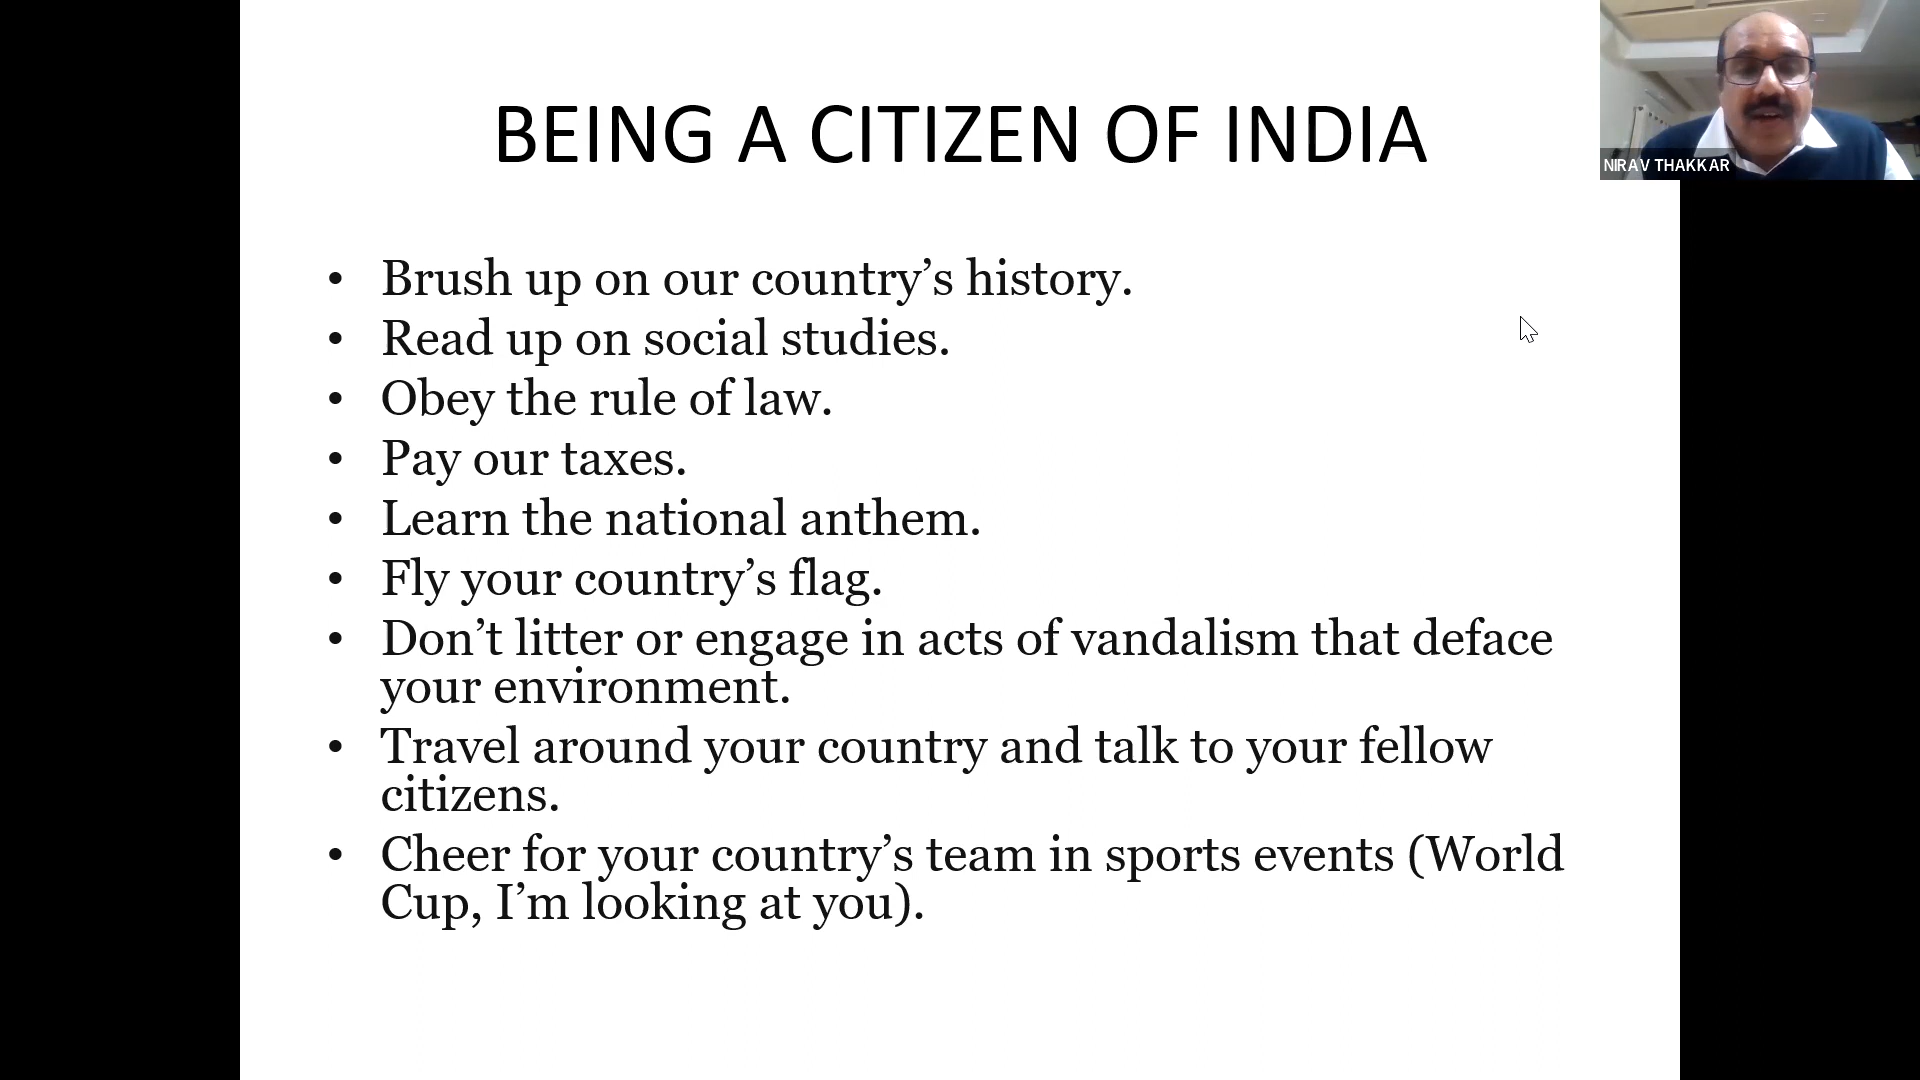 BEING A CITIZEN OF INDIA
NIRAV THAKKAR
• Brush up on our country’s history.
• Read up on social studies.
• Obey the rule of law.
• Pay our taxes.
• Learn the national anthem.
• Fly your country’s flag.
• Don’t litter or engage in acts of vandalism that deface
your environment.
• Travel around your country and talk to your fellow
citizens.
• Cheer for your country’s team in sports events (World
Cup, I’m looking at you).